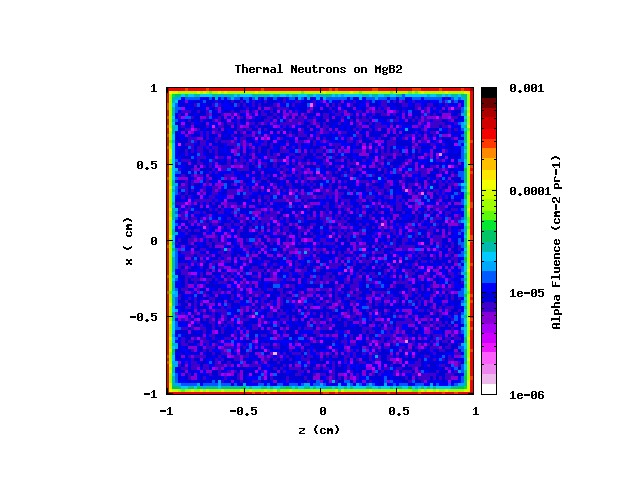 Thermal Neutrons on MgB2
1
0.5
0
-0.5
-1
x ( cm)
-1
-0.5
0
0.5
1
z (cm)
0.001
0.0001
1e-05
1e-06
Alpha Fluence (cm-2 pr-1)